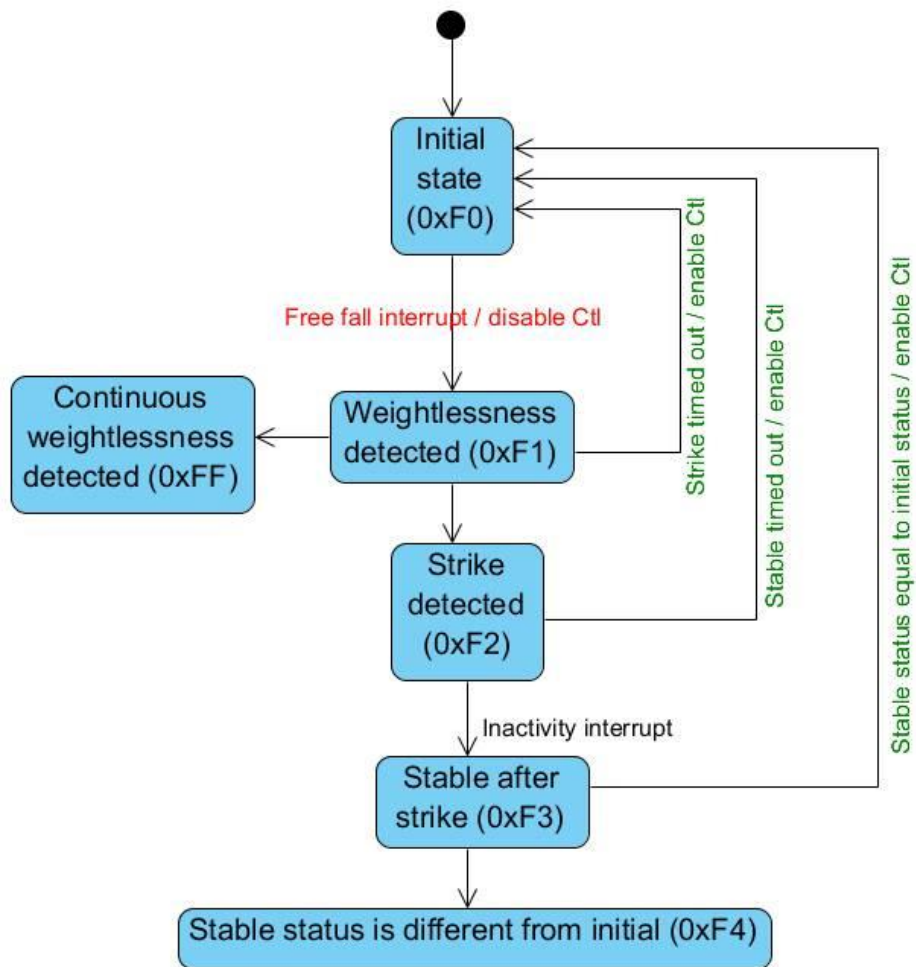 Initial
state
(0xF0)
Free fall interrupt / disable Ctl
Strike timed out / enable Ctl
Stable timed out / enable Ctl
Stable status equal to initial status / enable Ctl
Continuous
weightlessness
detected (0xFF)
Weightlessness
detected (0xF1)
Strike
detected
(0xF2)
Inactivity interrupt
Stable after
strike (0xF3)
Stable status is different from initial (0xF4)